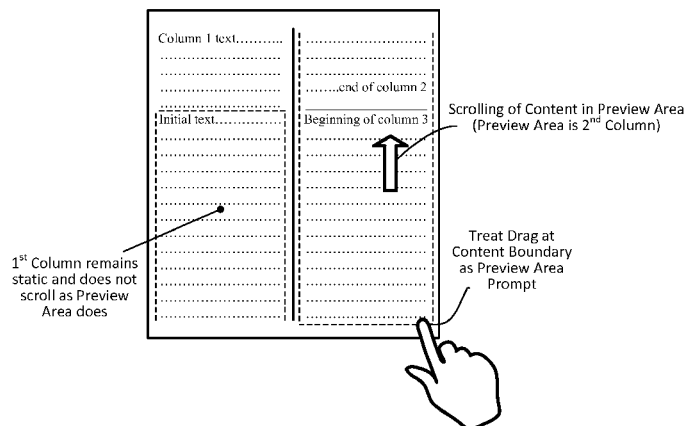 Column 1 text...........
.......end of column 2
Initial text..............
Beginning of column 3
Scrolling of Content in Preview Area
(Preview Area is 2nd Column)
1st Column remains
static and does not
scroll as Preview
Area does
Treat Drag at
Content Boundary
as Preview Area
Prompt